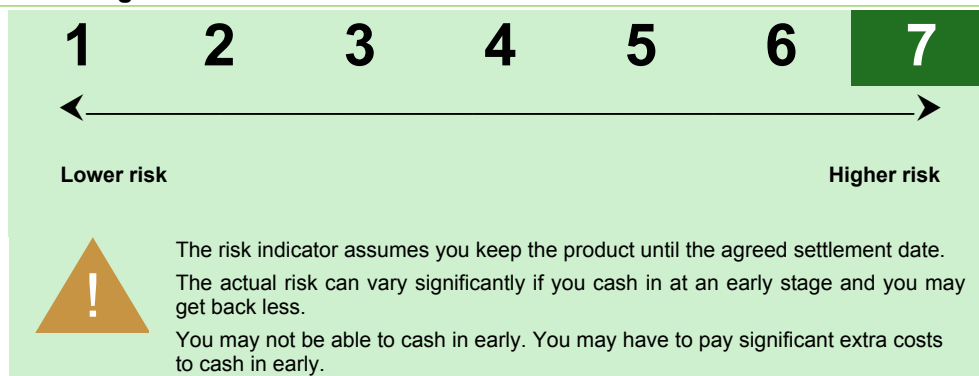 1 2 3 4 5 6 7
Lower risk Higher risk
!
The risk indicator assumes you keep the product until the agreed settlement date.
The actual risk can vary significantly if you cash in at an early stage and you may
get back less.
You may not be able to cash in early. You may have to pay significant extra costs
to cash in early.